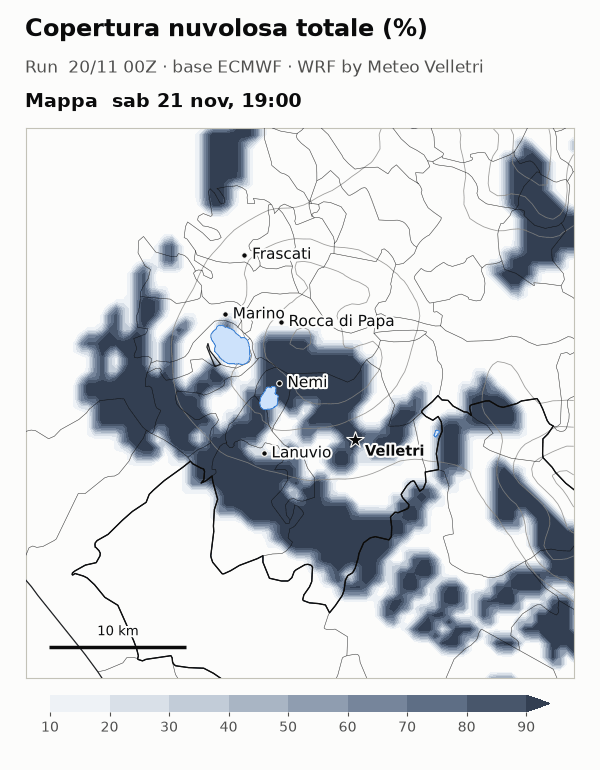 Copertura nuvolosa totale (%)
Run  20/11 00Z · base ECMWF · WRF by Meteo Velletri
Mappa  sab 21 nov, 19:00
Frascati
Marino
Rocca di Papa
Nemi
Velletri
Lanuvio
10 km
10 20 30 40 50 60 70 80 90